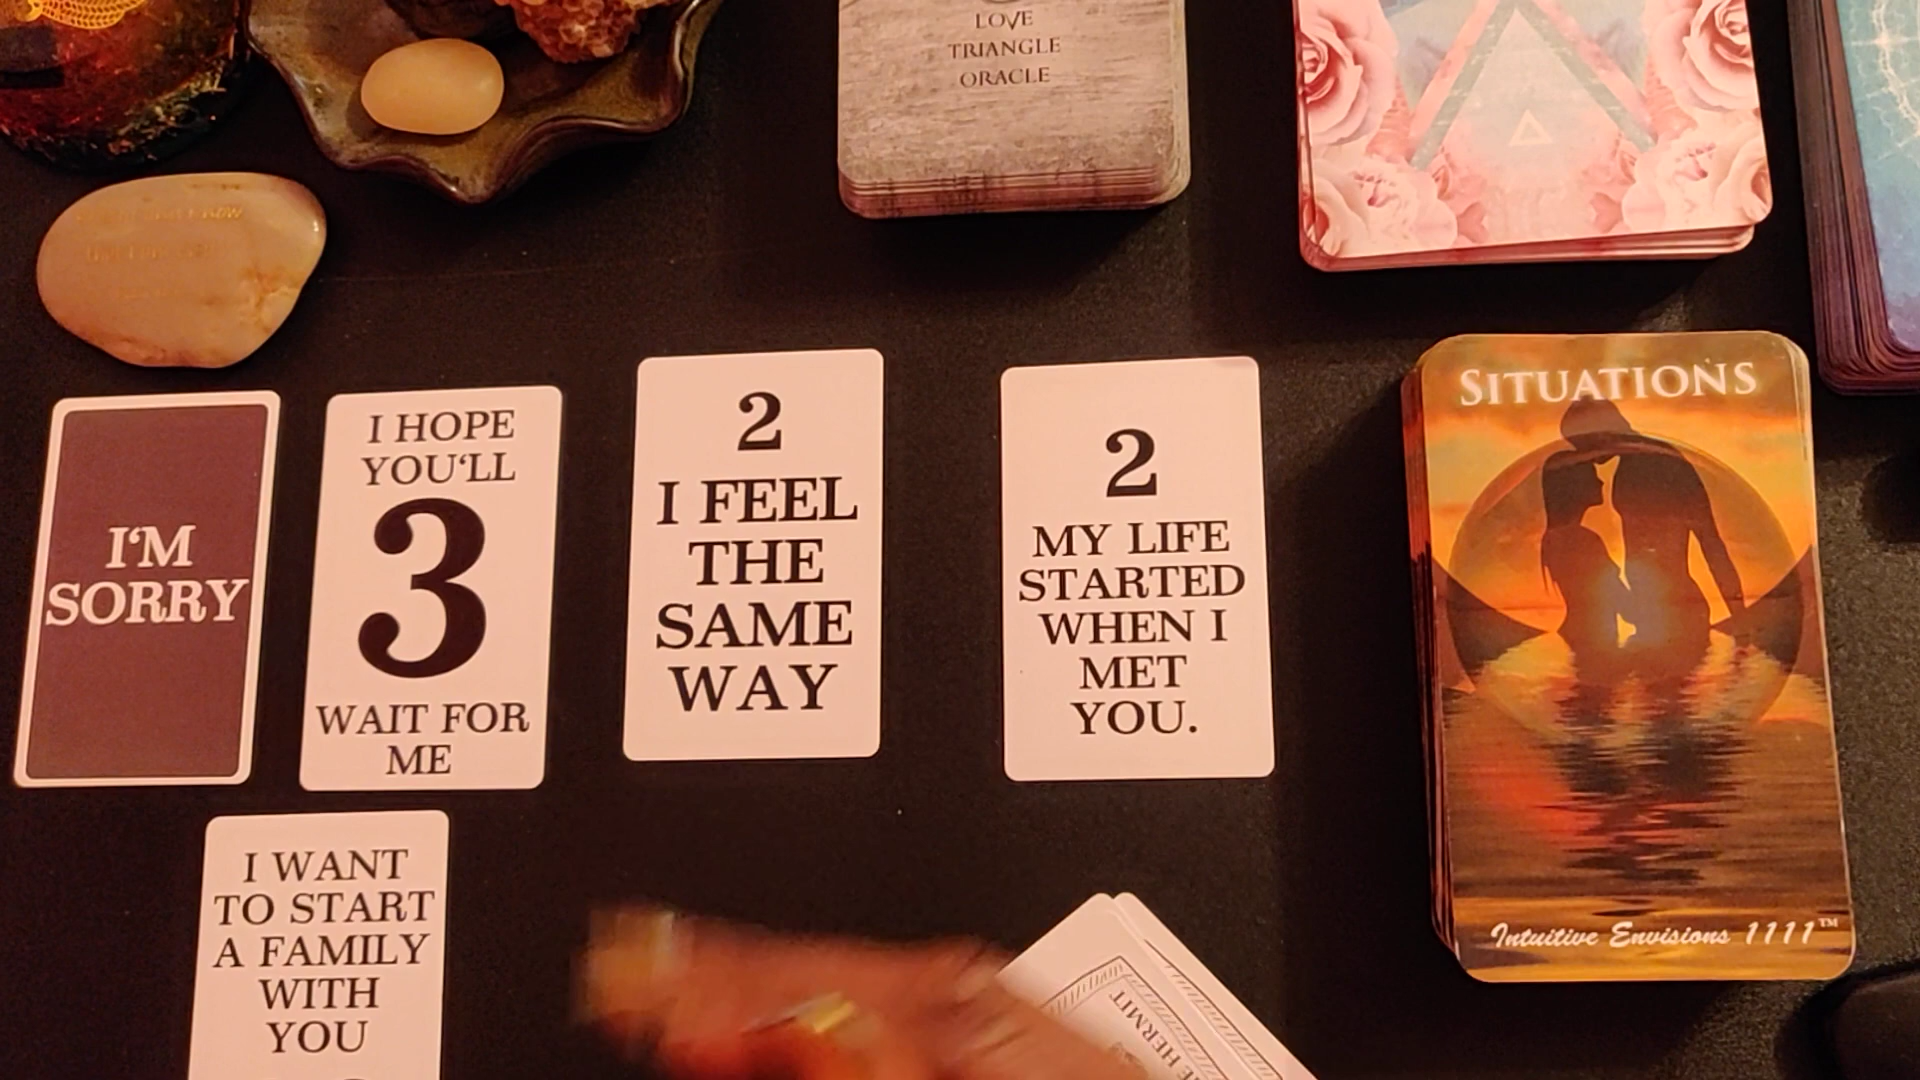 LOVE
TRIANGLE
ORACLE
I'M
SORRY
I HOPE
YOU'LL
3
WAIT FOR
ME
2
I FEEL
THE
SAME
WAY
2
MY LIFE
STARTED
WHEN I
MET
YOU.
SITUATIONS
Intuitive Envisions 1111™
I WANT
TO START
A FAMILY
WITH
YOU
HERMIT